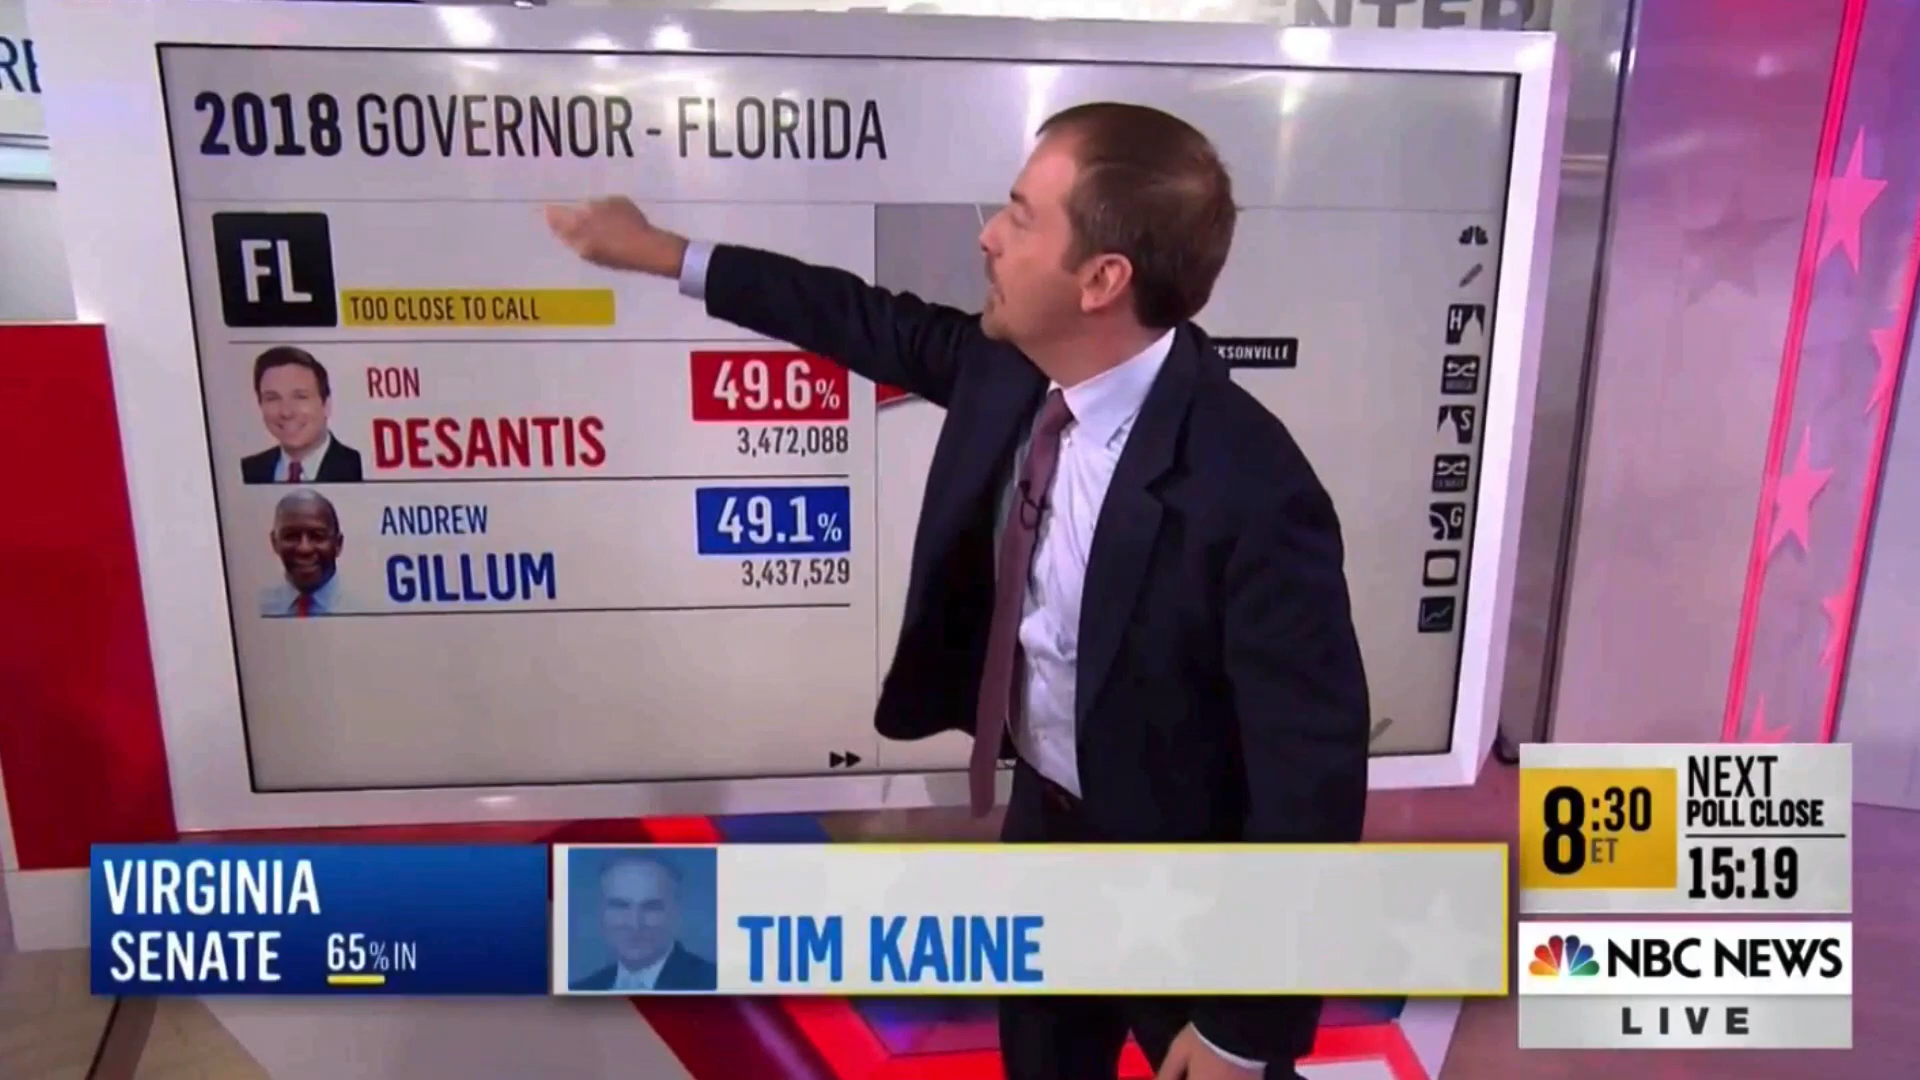 NTER
2018 GOVERNOR - FLORIDA
FL
TOO CLOSE TO CALL
RON
DESANTIS
49.6%
3,472,088
ANDREW
GILLUM
49.1%
3,437,529
KSONVILLE
H
S
G
VIRGINIA
SENATE 65% IN
TIM KAINE
8:30
ET
NEXT
POLL CLOSE
15:19
NBC NEWS
LIVE